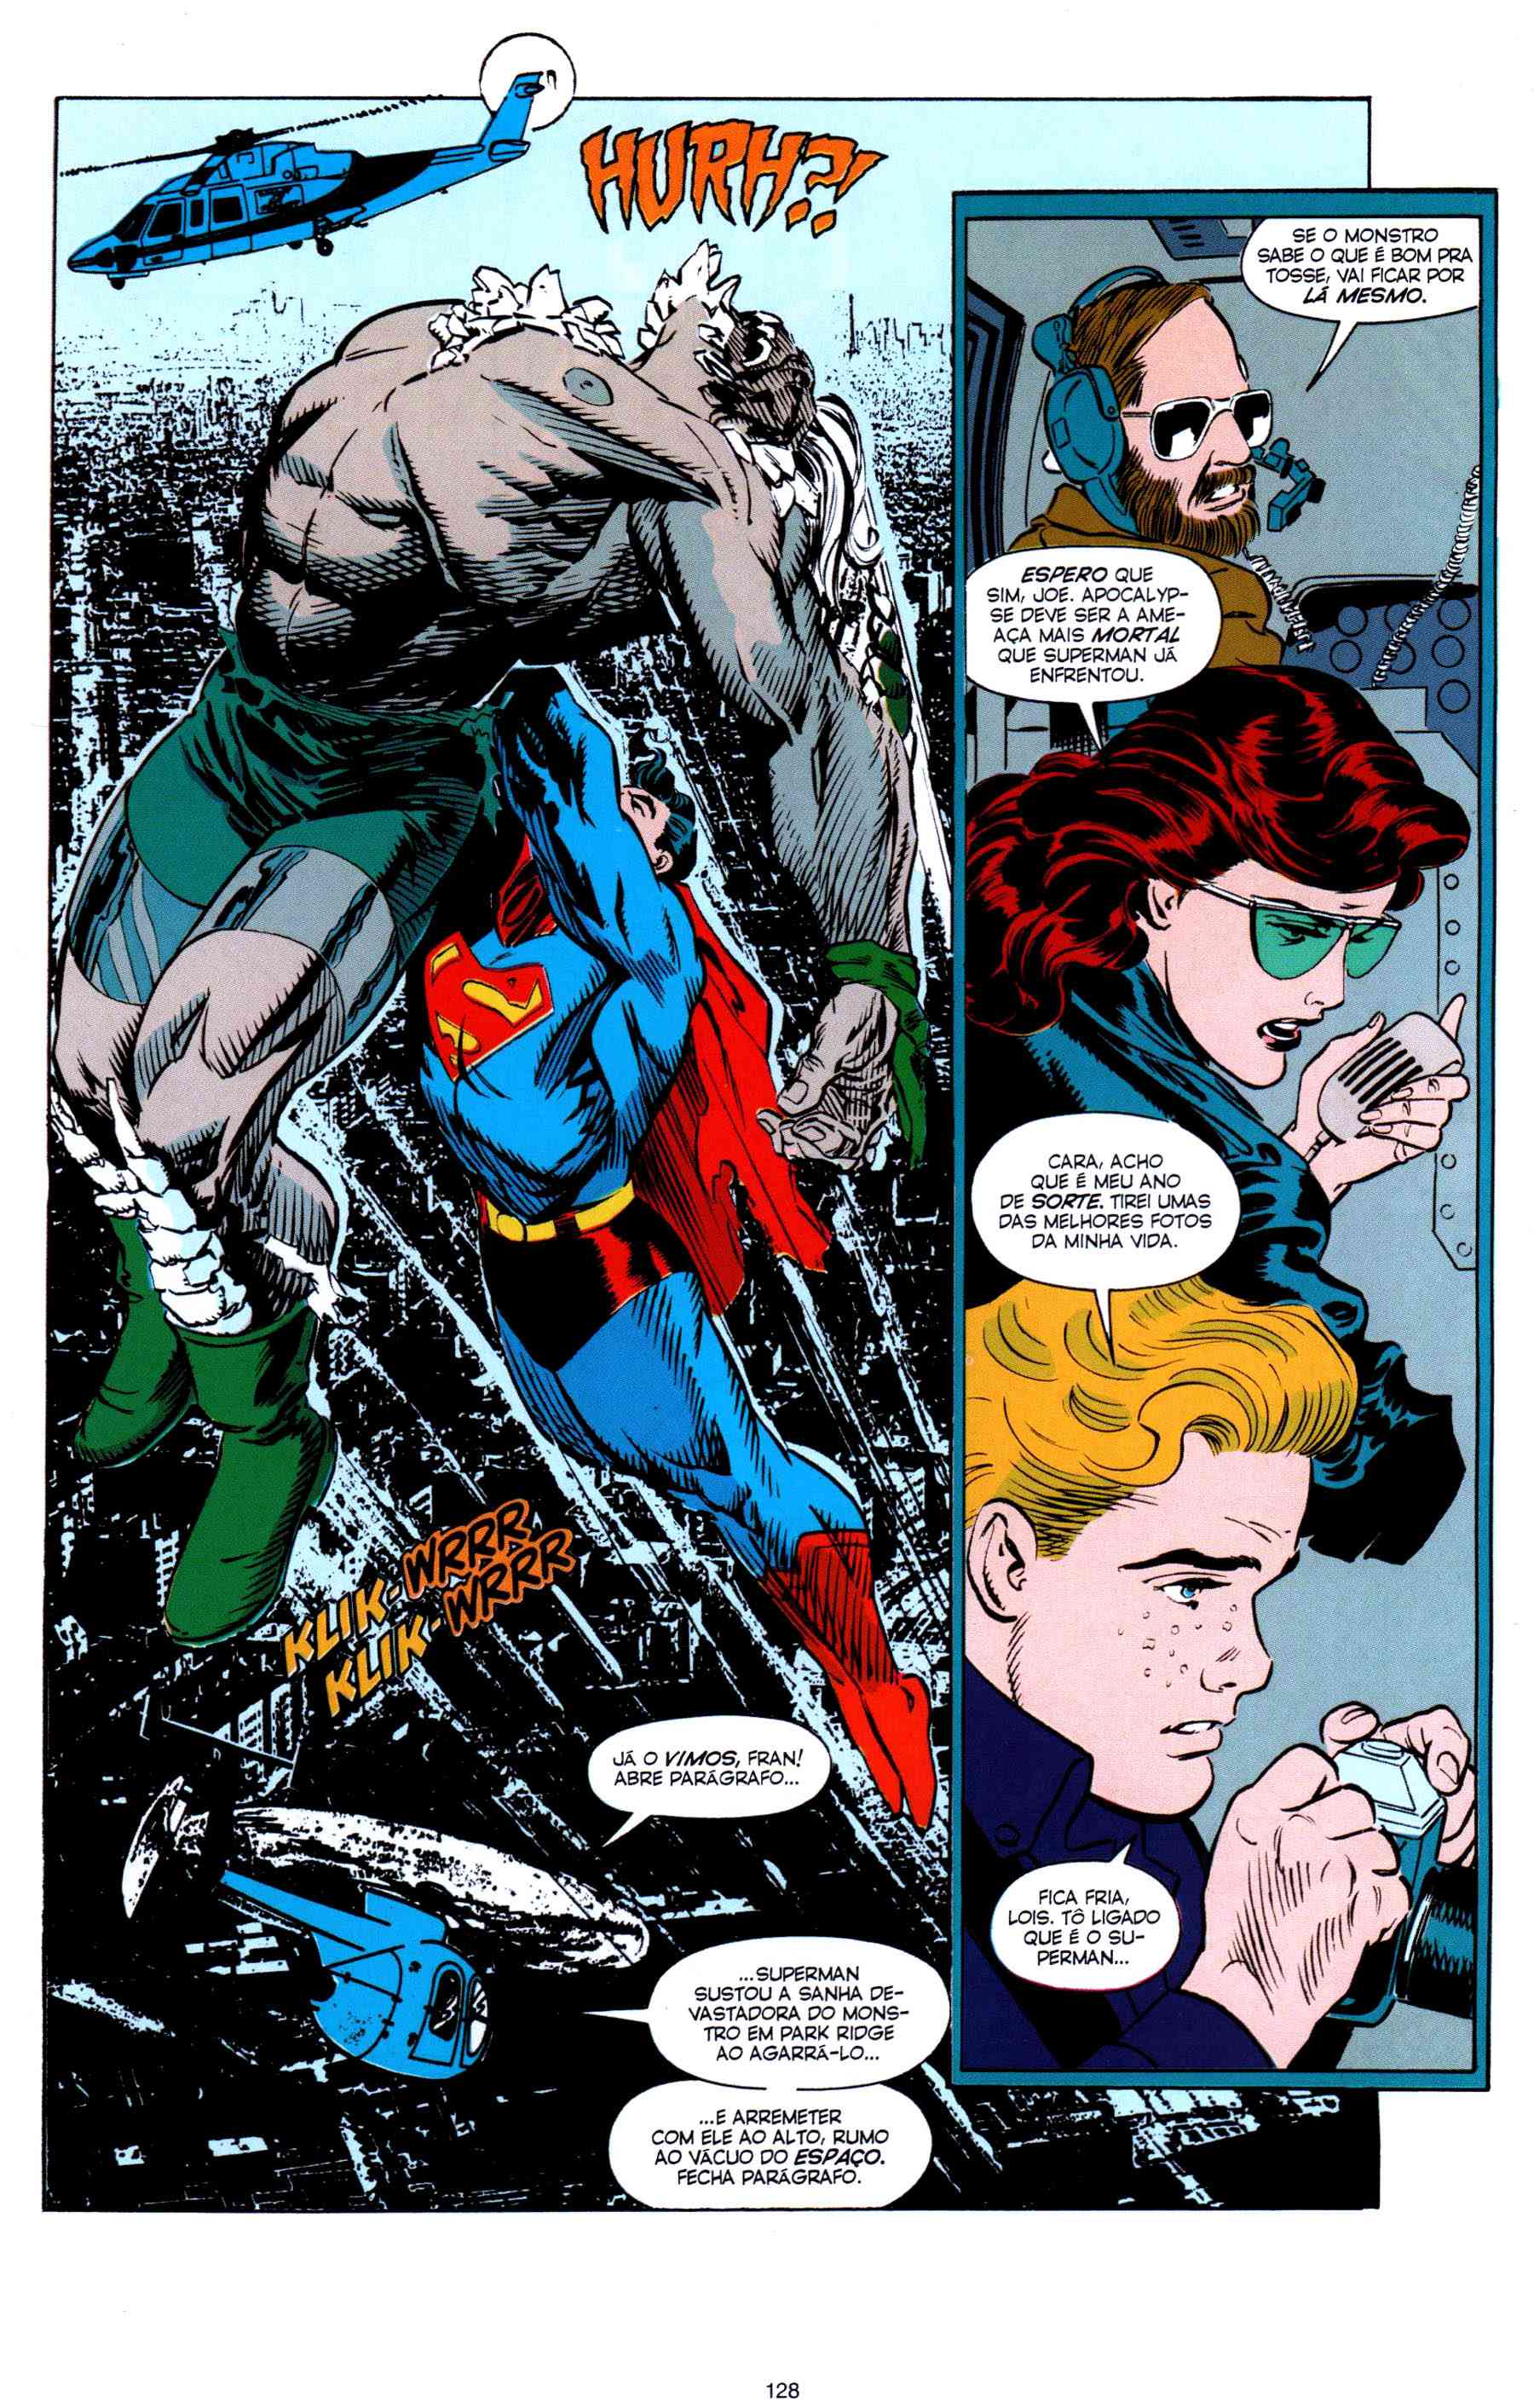 HURH?!
KLIK-WRRR
KLIK-WRRR
JÁ O VIMOS, FRAN!
ABRE PARÁGRAFO...
...SUPERMAN
SUSTOU A SANHA DE-
VASTADORA DO MONS-
TRO EM PARK RIDGE
AO AGARRÁ-LO...
...E ARREMETER
COM ELE AO ALTO, RUMO
AO VÁCUO DO ESPAÇO.
FECHA PARÁGRAFO.
SE O MONSTRO
SABE O QUE É BOM PRA
TOSSE, VAI FICAR POR
LÁ MESMO.
ESPERO QUE
SIM, JOE. APOCALYP-
SE DEVE SER A AME-
AÇA MAIS MORTAL
QUE SUPERMAN JÁ
ENFRENTOU.
CARA, ACHO
QUE É MEU ANO
DE SORTE. TIREI UMAS
DAS MELHORES FOTOS
DA MINHA VIDA.
FICA FRIA,
LOIS. TÔ LIGADO
QUE É O SU-
PERMAN...
128